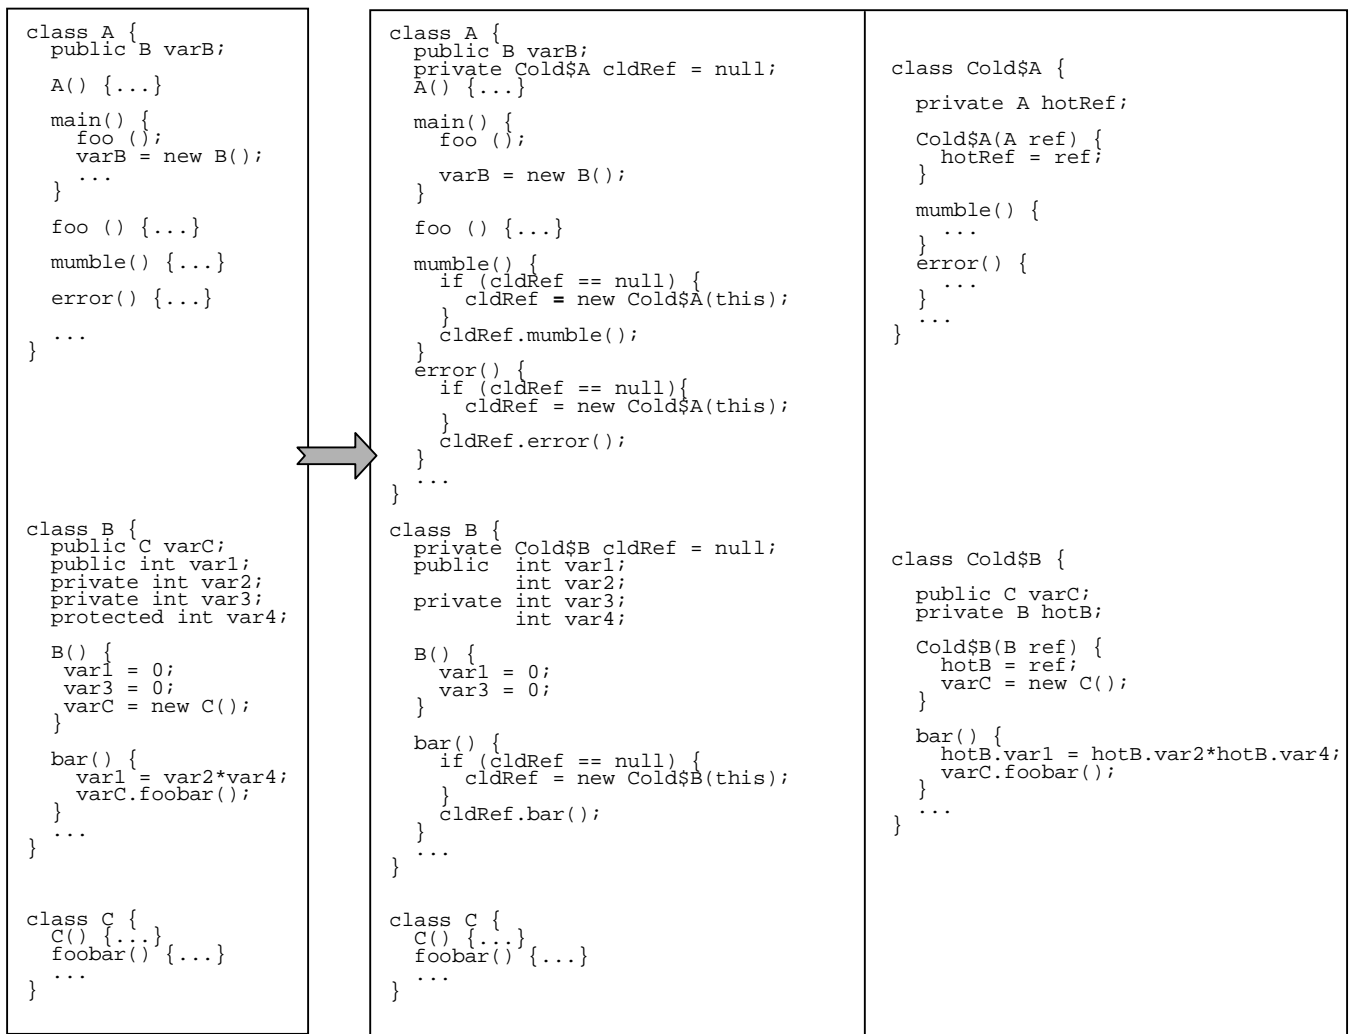 class A {
public B varB;
A() {...}
main() {
foo ();
varB = new B();
...
}
foo () {...}
mumble() {...}
error() {...}
...
}
class B {
public C varC;
public int var1;
private int var2;
private int var3;
protected int var4;
B() {
var1 = 0;
var3 = 0;
varC = new C();
}
bar() {
var1 = var2*var4;
varC.foobar();
}
...
}
class C {
C() {...}
foobar() {...}
...
}
class A {
public B varB;
private Cold$A cldRef = null;
A() {...}
main() {
foo ();
varB = new B();
}
foo () {...}
mumble() {
if (cldRef == null) {
cldRef = new Cold$A(this);
}
cldRef.mumble();
}
error() {
if (cldRef == null){
cldRef = new Cold$A(this);
}
cldRef.error();
}
...
}
class B {
private Cold$B cldRef = null;
public int var1;
int var2;
private int var3;
int var4;
B() {
var1 = 0;
var3 = 0;
}
bar() {
if (cldRef == null) {
cldRef = new Cold$B(this);
}
cldRef.bar();
}
...
}
class C {
C() {...}
foobar() {...}
...
}
class Cold$A {
private A hotRef;
Cold$A(A ref) {
hotRef = ref;
}
mumble() {
...
}
error() {
...
}
...
}
class Cold$B {
public C varC;
private B hotB;
Cold$B(B ref) {
hotB = ref;
varC = new C();
}
bar() {
hotB.var1 = hotB.var2*hotB.var4;
varC.foobar();
}
...
}